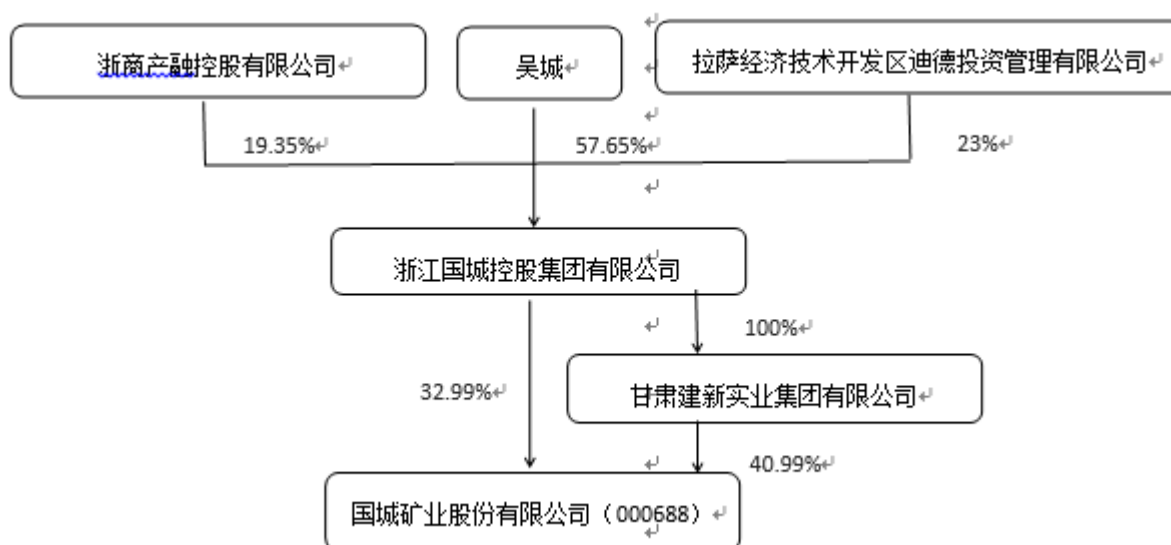 浙商产融控股有限公司
吴城
拉萨经济技术开发区迪德投资管理有限公司
19.35%
57.65%
23%
浙江国城控股集团有限公司
100%
32.99%
甘肃建新实业集团有限公司
40.99%
国城矿业股份有限公司（000688）